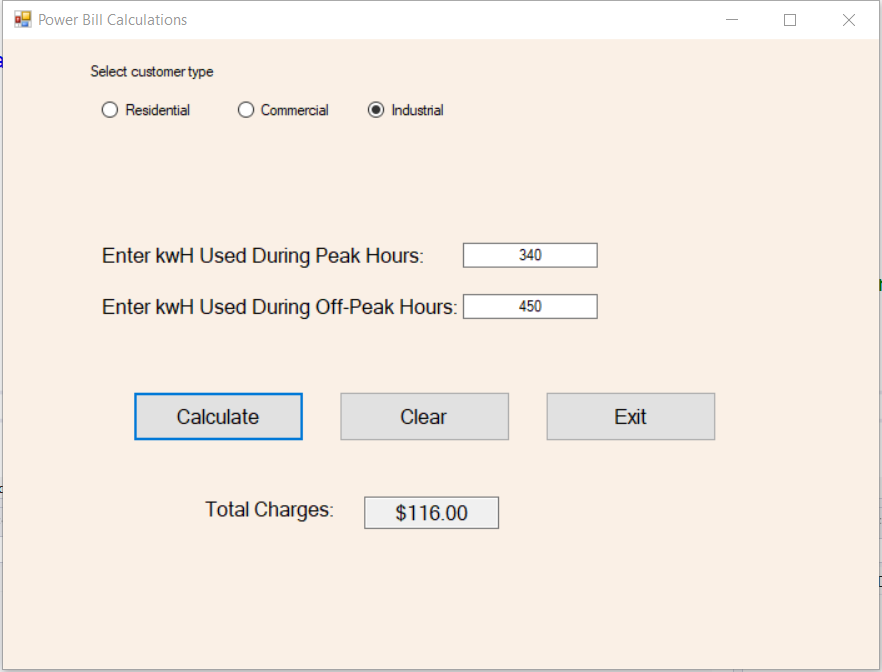 Power Bill Calculations
Select customer type
Residential Commercial Industrial
Enter kwH Used During Peak Hours: 340
Enter kwH Used During Off-Peak Hours: 450
Calculate Clear Exit
Total Charges: $116.00